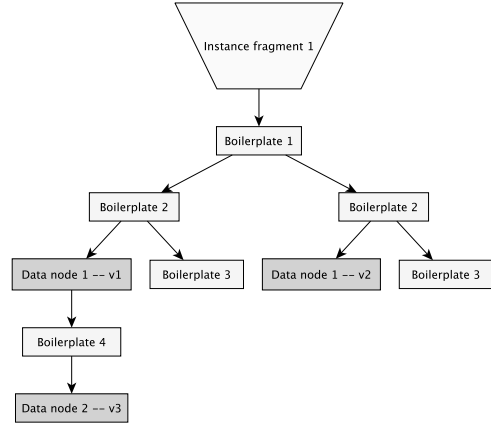 Instance fragment 1
Boilerplate 1
Boilerplate 2
Boilerplate 2
Data node 1 -- v1
Boilerplate 3
Data node 1 -- v2
Boilerplate 3
Boilerplate 4
Data node 2 -- v3